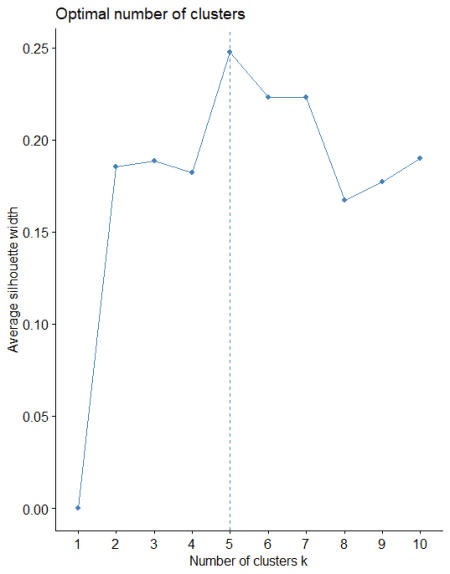 Optimal number of clusters
0.25
0.20
0.15
0.10
0.05
0.00
Average silhouette width
1 2 3 4 5 6 7 8 9 10
Number of clusters k